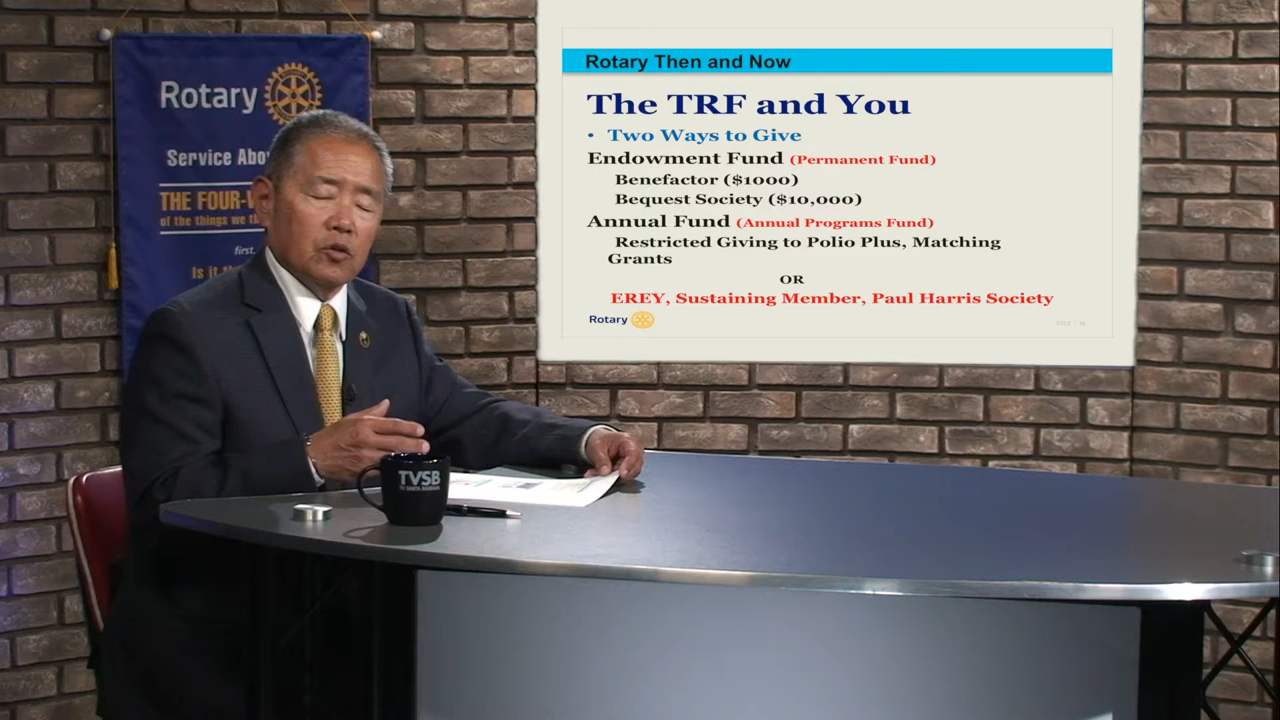 Rotary
Service Abo
THE FOUR-W
of the things we th
first,
Is it th
Rotary Then and Now
The TRF and You
• Two Ways to Give
Endowment Fund (Permanent Fund)
Benefactor ($1000)
Bequest Society ($10,000)
Annual Fund (Annual Programs Fund)
Restricted Giving to Polio Plus, Matching
Grants
OR
EREY, Sustaining Member, Paul Harris Society
Rotary
TVSB